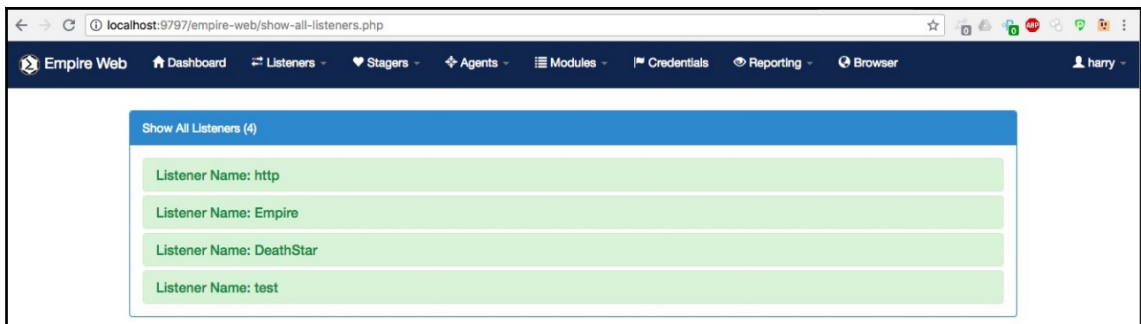 localhost:9797/empire-web/show-all-listeners.php
Empire Web Dashboard Listeners Stagers Agents Modules Credentials Reporting Browser harry
Show All Listeners (4)
Listener Name: http
Listener Name: Empire
Listener Name: DeathStar
Listener Name: test